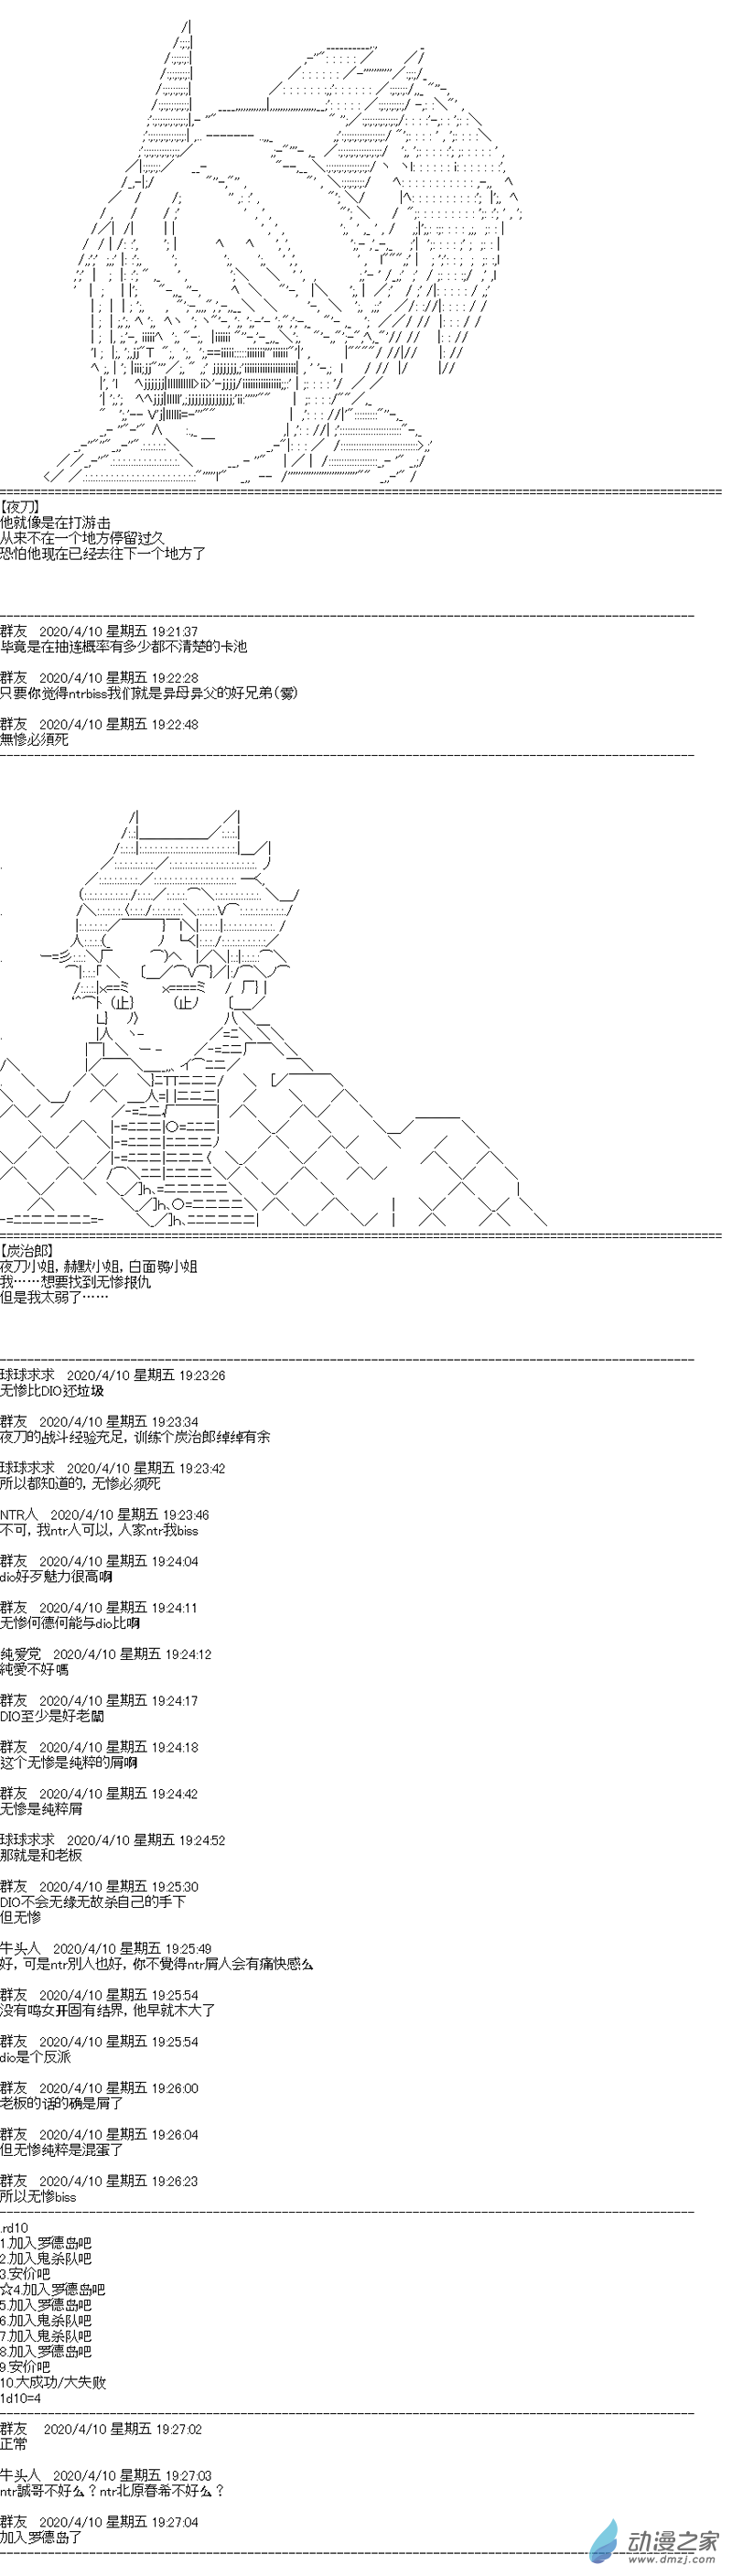 【夜刀】
他就像是在打游击
从来不在一个地方停留过久
恐怕他现在已经去往下一个地方了
群友 2020/4/10 星期五 19:21:37
毕竟是在抽连概率有多少都不清楚的卡池
群友 2020/4/10 星期五 19:22:28
只要你觉得ntrbiss我们就是异母异父的好兄弟（雾）
群友 2020/4/10 星期五 19:22:48
無慘必須死
【炭治郎】
夜刀小姐，赫默小姐，白面鸮小姐
我……想要找到无惨报仇
但是我太弱了……
球球求求 2020/4/10 星期五 19:23:26
无惨比DIO还垃圾
群友 2020/4/10 星期五 19:23:34
夜刀的战斗经验充足，训练个炭治郎绰绰有余
球球求求 2020/4/10 星期五 19:23:42
所以都知道的，无惨必须死
NTR人 2020/4/10 星期五 19:23:46
不可，我ntr人可以，人家ntr我biss
群友 2020/4/10 星期五 19:24:04
dio好歹魅力很高啊
群友 2020/4/10 星期五 19:24:11
无惨何德何能与dio比啊
纯爱党 2020/4/10 星期五 19:24:12
純愛不好嗎
群友 2020/4/10 星期五 19:24:17
DIO至少是好老闆
群友 2020/4/10 星期五 19:24:18
这个无惨是纯粹的屑啊
群友 2020/4/10 星期五 19:24:42
无惨是纯粹屑
球球求求 2020/4/10 星期五 19:24:52
那就是和老板
群友 2020/4/10 星期五 19:25:30
DIO不会无缘无故杀自己的手下
但无惨
牛头人 2020/4/10 星期五 19:25:49
好，可是ntr別人也好，你不覺得ntr屑人会有痛快感么
群友 2020/4/10 星期五 19:25:54
没有鸣女开固有结界，他早就木大了
群友 2020/4/10 星期五 19:25:54
dio是个反派
群友 2020/4/10 星期五 19:26:00
老板的话的确是屑了
群友 2020/4/10 星期五 19:26:04
但无惨纯粹是混蛋了
群友 2020/4/10 星期五 19:26:23
所以无惨biss
.rd10
1.加入罗德岛吧
2.加入鬼杀队吧
3.安价吧
☆4.加入罗德岛吧
5.加入罗德岛吧
6.加入鬼杀队吧
7.加入鬼杀队吧
8.加入罗德岛吧
9.安价吧
10.大成功/大失败
1d10=4
群友 2020/4/10 星期五 19:27:02
正常
牛头人 2020/4/10 星期五 19:27:03
ntr誠哥不好么？ntr北原春希不好么？
群友 2020/4/10 星期五 19:27:04
加入罗德岛了
动漫之家
www.dmzj.com